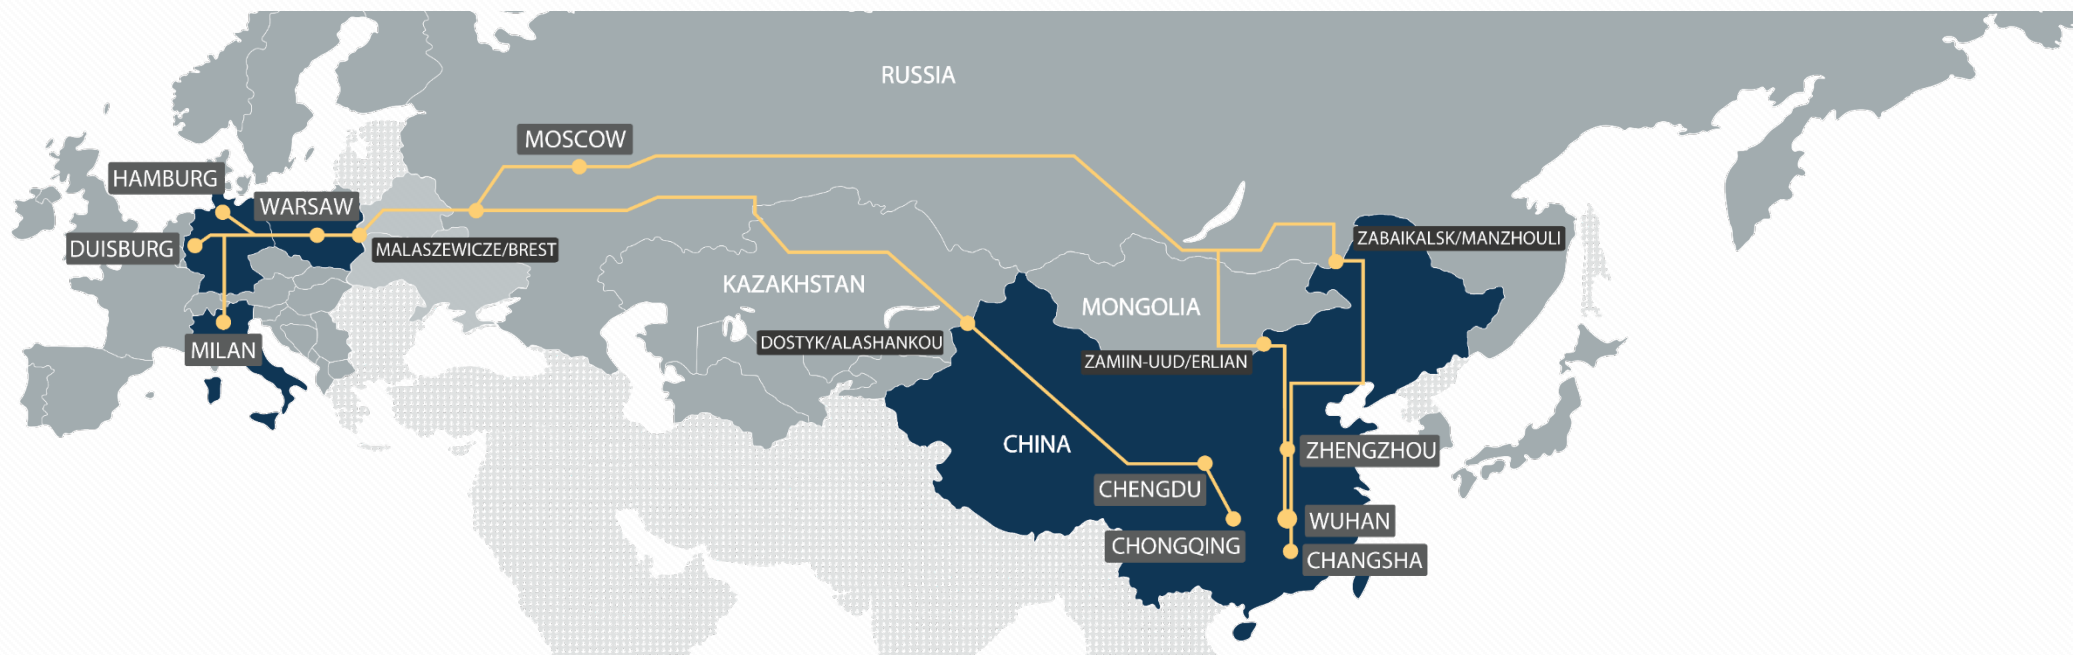 RUSSIA
MOSCOW
HAMBURG
WARSAW
DUISBURG
MALASZEWICZE/BREST
ZABAIKALSK/MANZHOULI
KAZAKHSTAN
MONGOLIA
DOSTYK/ALASHANKOU
MILAN
ZAMIIN-UUD/ERLIAN
CHINA
ZHENGZHOU
CHENGDU
WUHAN
CHONGQING
CHANGSHA